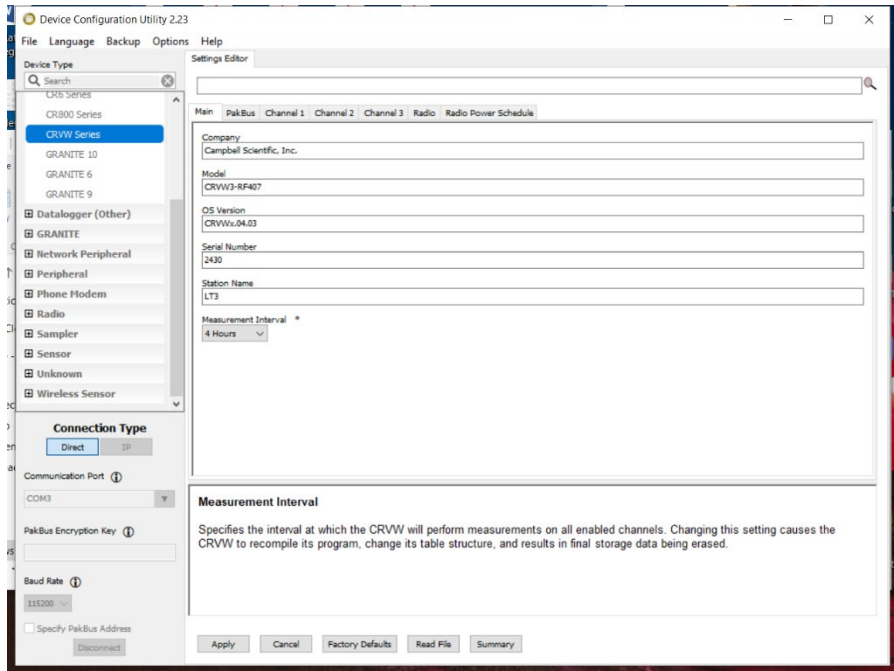 Device Configuration Utility 2.23
File Language Backup Options Help
Device Type
Search
CR6 Series
CR800 Series
CRVW Series
GRANITE 10
GRANITE 6
GRANITE 9
Datalogger (Other)
GRANITE
Network Peripheral
Peripheral
Phone Modem
Radio
Sampler
Sensor
Unknown
Wireless Sensor
Connection Type
Direct IP
Communication Port
COM3
PakBus Encryption Key
Baud Rate
115200
Specify PakBus Address
Disconnect
Settings Editor
Main PakBus Channel 1 Channel 2 Channel 3 Radio Radio Power Schedule
Company
Campbell Scientific, Inc.
Model
CRVW3-RF407
OS Version
CRVWx.04.03
Serial Number
2430
Station Name
LT3
Measurement Interval *
4 Hours
Measurement Interval
Specifies the interval at which the CRVW will perform measurements on all enabled channels. Changing this setting causes the
CRVW to recompile its program, change its table structure, and results in final storage data being erased.
Apply Cancel Factory Defaults Read File Summary